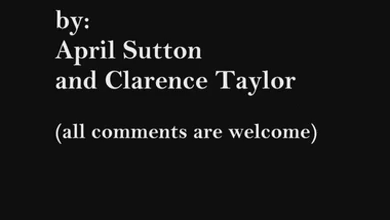 by:
April Sutton
and Clarence Taylor
(all comments are welcome)